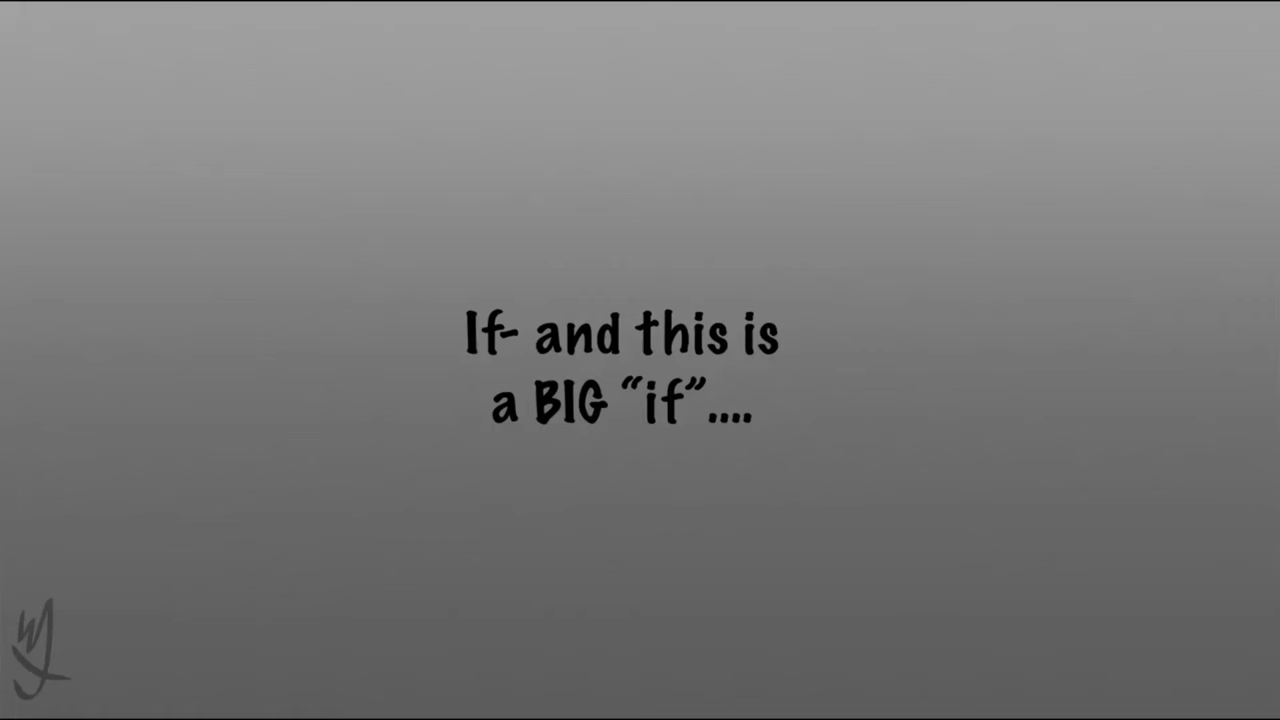 If- and this is
a BIG “if”....